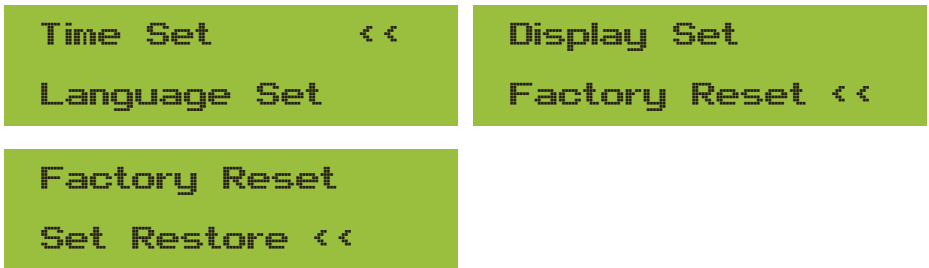 Time Set <<
Language Set
Display Set
Factory Reset <<
Factory Reset
Set Restore <<